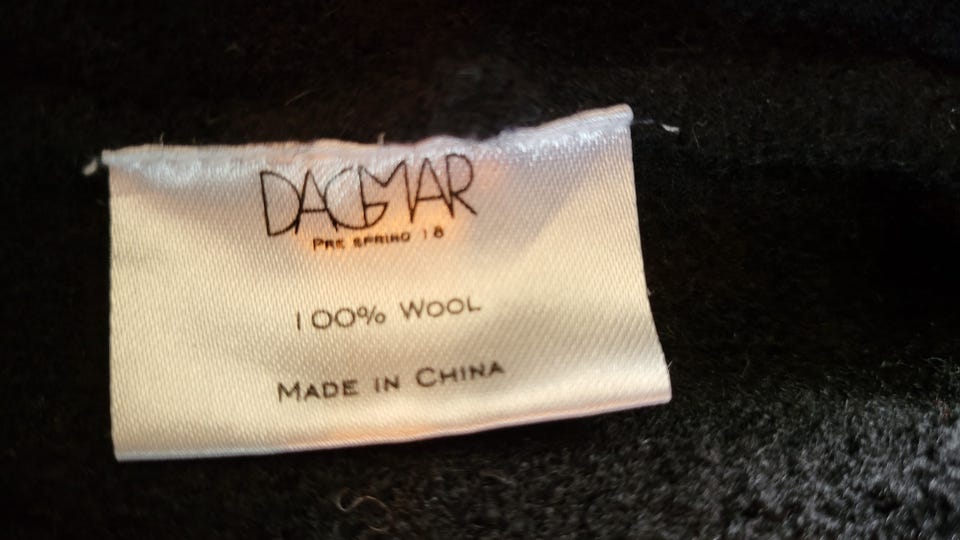 DAGMAR
PRE SPRING 18
100% WOOL
MADE IN CHINA